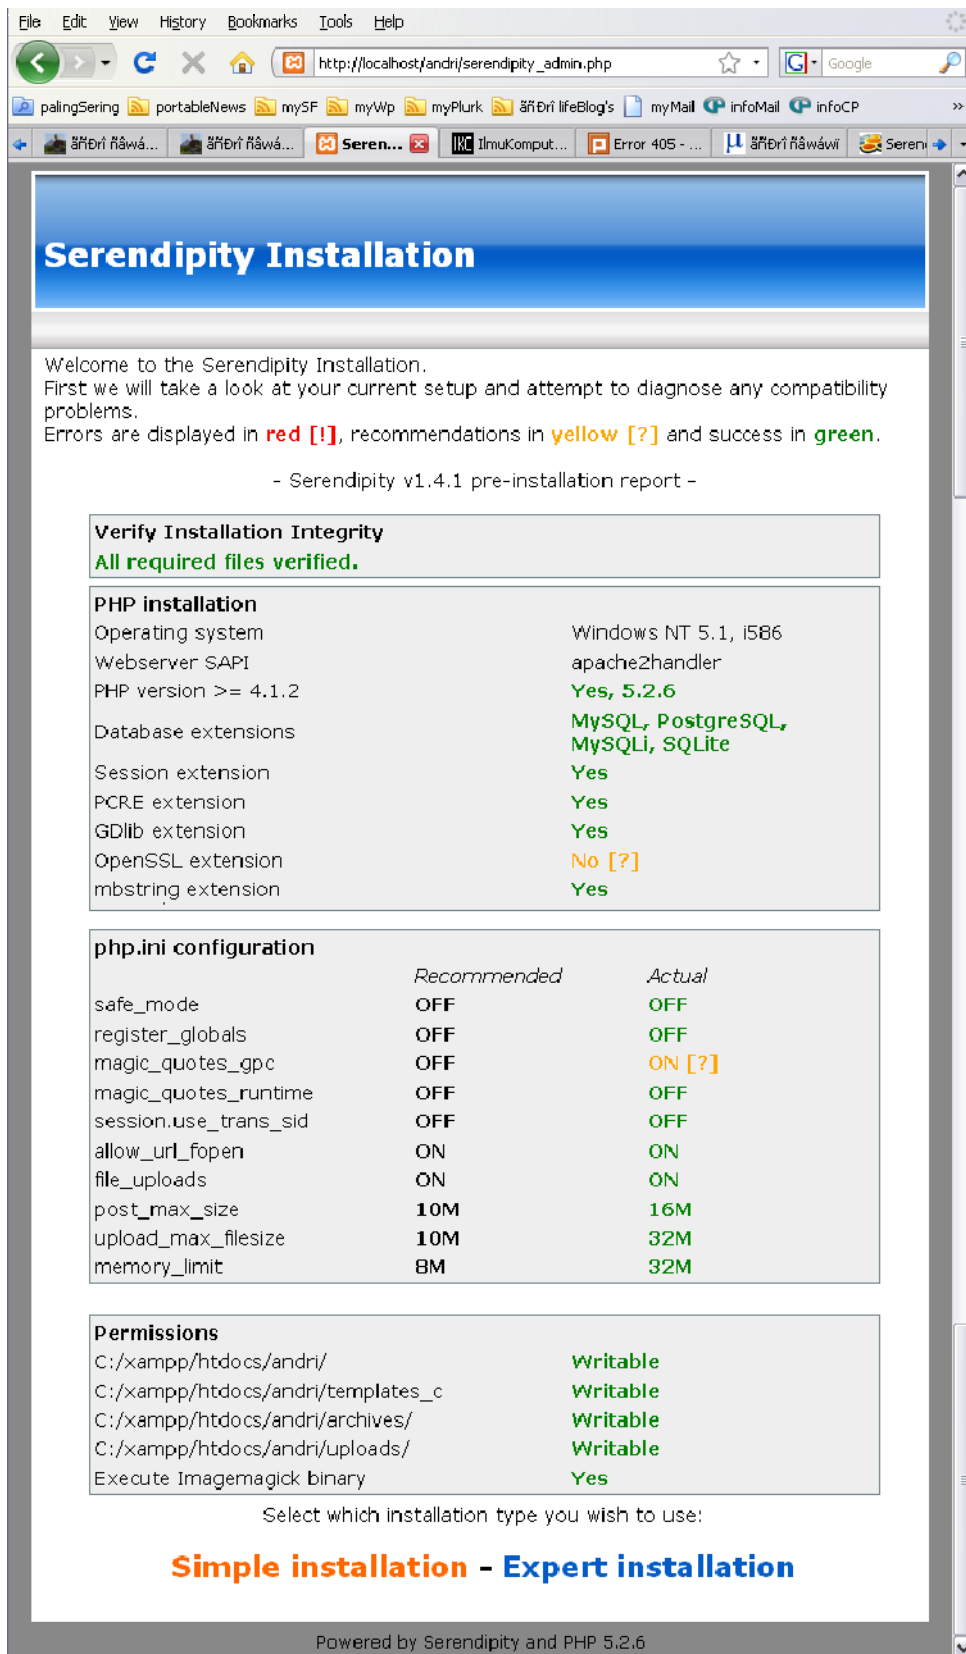 File Edit View History Bookmarks Tools Help
http://localhost/andri/serendipity_admin.php
Google
palingSering portableNews mySF myWp myPlurk äñÐrî lifeBlog's myMail infoMail infoCP »
äñÐrî ñâwá... äñÐrî ñâwá... Seren... IlmuKomput... Error 405 - ... äñÐrî ñâwáwï Seren
Serendipity Installation
Welcome to the Serendipity Installation.
First we will take a look at your current setup and attempt to diagnose any compatibility
problems.
Errors are displayed in red [!], recommendations in yellow [?] and success in green.
- Serendipity v1.4.1 pre-installation report -
Verify Installation Integrity
All required files verified.
PHP installation
Operating system Windows NT 5.1, i586
Webserver SAPI apache2handler
PHP version >= 4.1.2 Yes, 5.2.6
Database extensions MySQL, PostgreSQL,
MySQLi, SQLite
Session extension Yes
PCRE extension Yes
GDlib extension Yes
OpenSSL extension No [?]
mbstring extension Yes
php.ini configuration
Recommended Actual
safe_mode OFF OFF
register_globals OFF OFF
magic_quotes_gpc OFF ON [?]
magic_quotes_runtime OFF OFF
session.use_trans_sid OFF OFF
allow_url_fopen ON ON
file_uploads ON ON
post_max_size 10M 16M
upload_max_filesize 10M 32M
memory_limit 8M 32M
Permissions
C:/xampp/htdocs/andri/ Writable
C:/xampp/htdocs/andri/templates_c Writable
C:/xampp/htdocs/andri/archives/ Writable
C:/xampp/htdocs/andri/uploads/ Writable
Execute Imagemagick binary Yes
Select which installation type you wish to use:
Simple installation - Expert installation
Powered by Serendipity and PHP 5.2.6